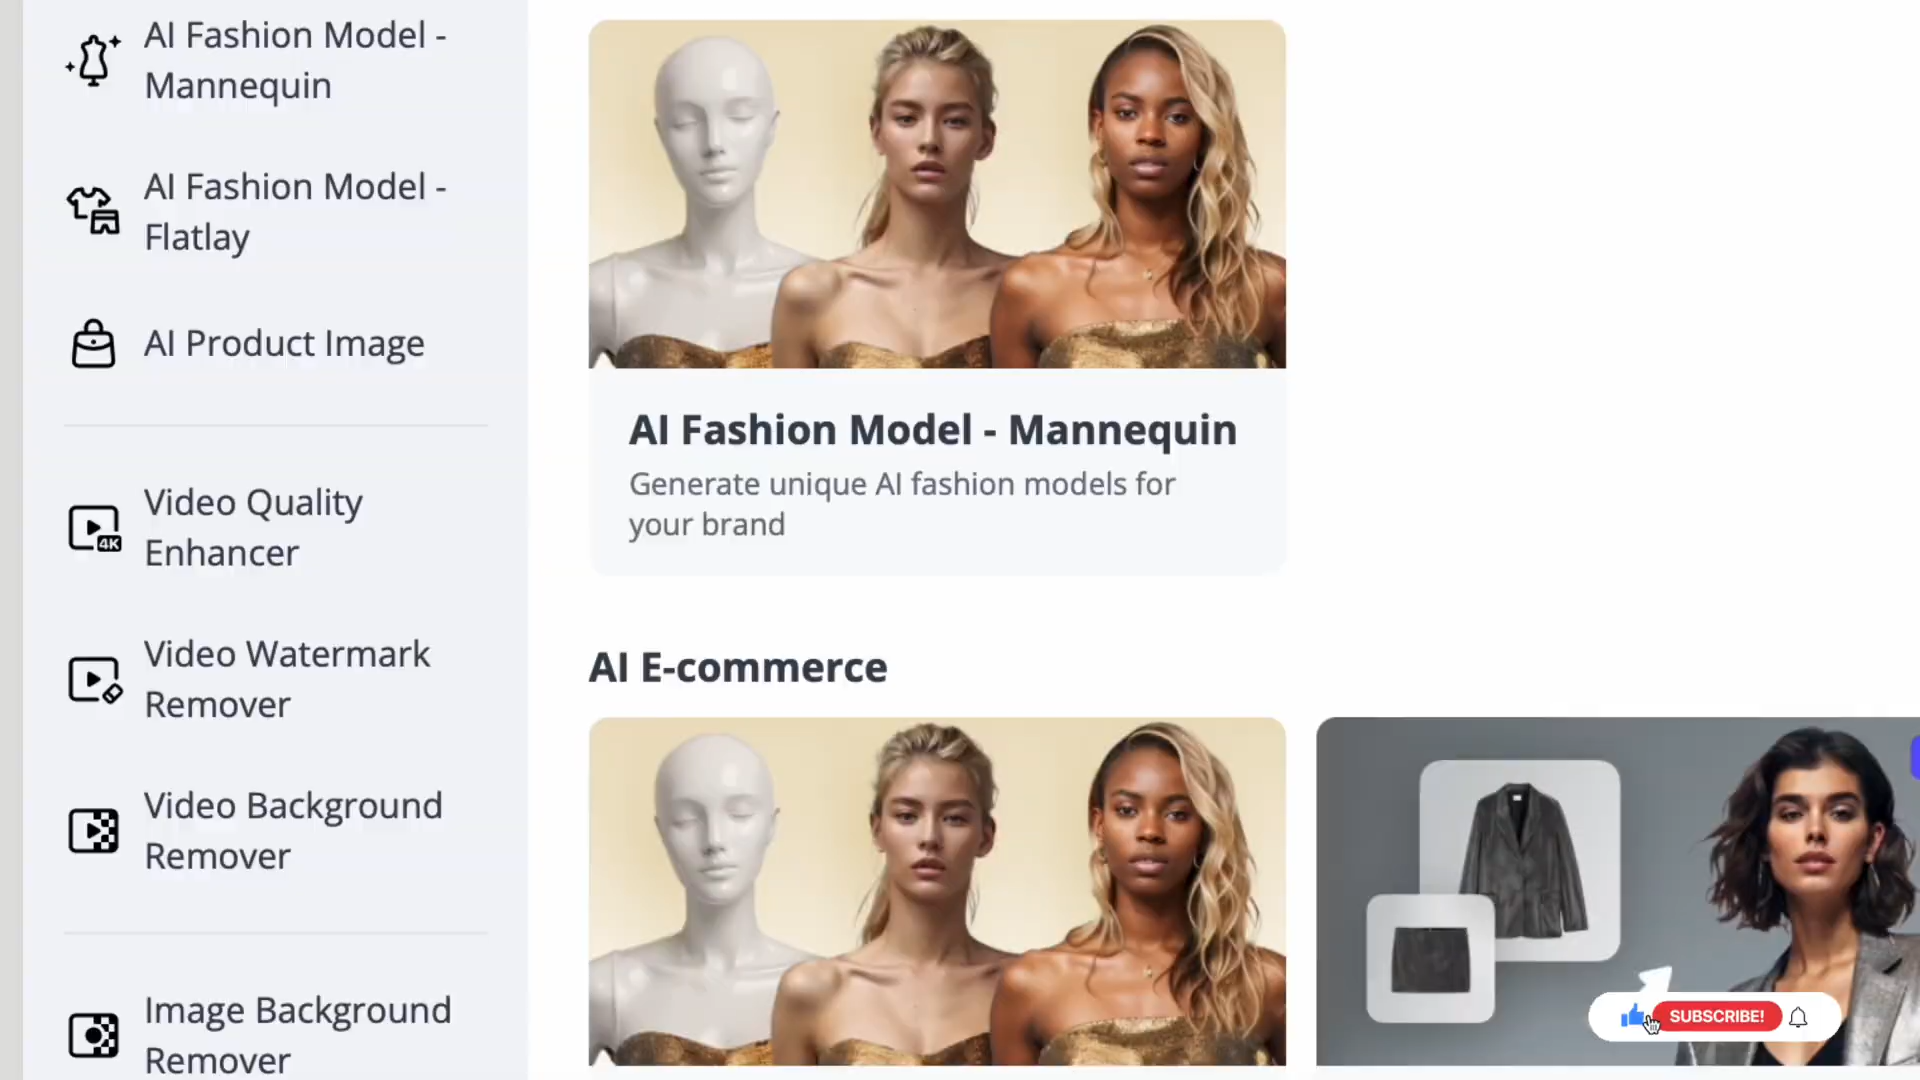 AI Fashion Model -
Mannequin
AI Fashion Model -
Flatlay
AI Product Image
Video Quality
Enhancer
4K
Video Watermark
Remover
Video Background
Remover
Image Background
Remover
AI Fashion Model - Mannequin
Generate unique AI fashion models for
your brand
AI E-commerce
SUBSCRIBE!